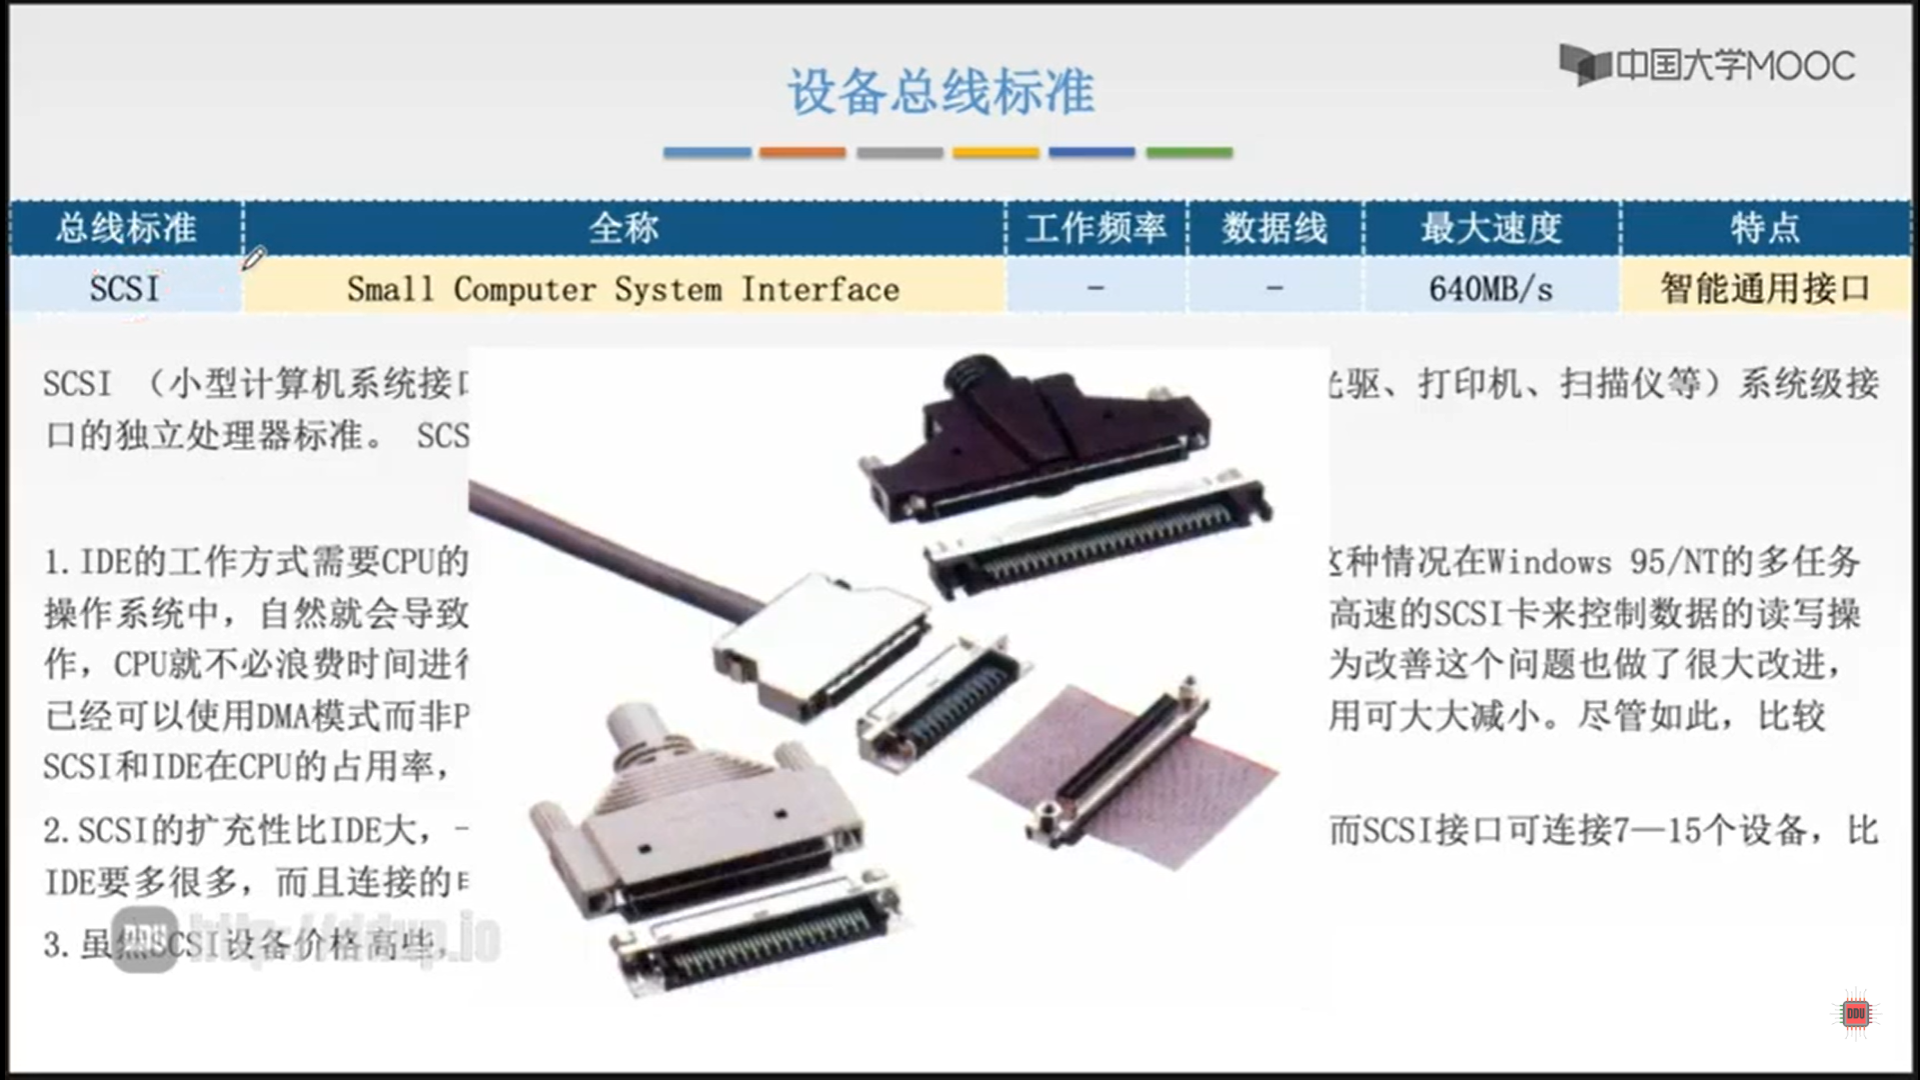 中国大学MOOC
设备总线标准
总线标准 全称 工作频率 数据线 最大速度 特点
SCSI Small Computer System Interface - - 640MB/s 智能通用接口
SCSI （小型计算机系统接 驱、打印机、扫描仪等）系统级接
口的独立处理器标准。 SCS
1.IDE的工作方式需要CPU的 种情况在Windows 95/NT的多任务
操作系统中，自然就会导致 高速的SCSI卡来控制数据的读写操
作，CPU就不必浪费时间进 为改善这个问题也做了很大改进，
已经可以使用DMA模式而非P 用可大大减小。尽管如此，比较
SCSI和IDE在CPU的占用率，
2.SCSI的扩充性比IDE大， 而SCSI接口可连接7—15个设备，比
IDE要多很多，而且连接的
3.虽然SCSI设备价格高些，
DDU http://ddup.io
DDU